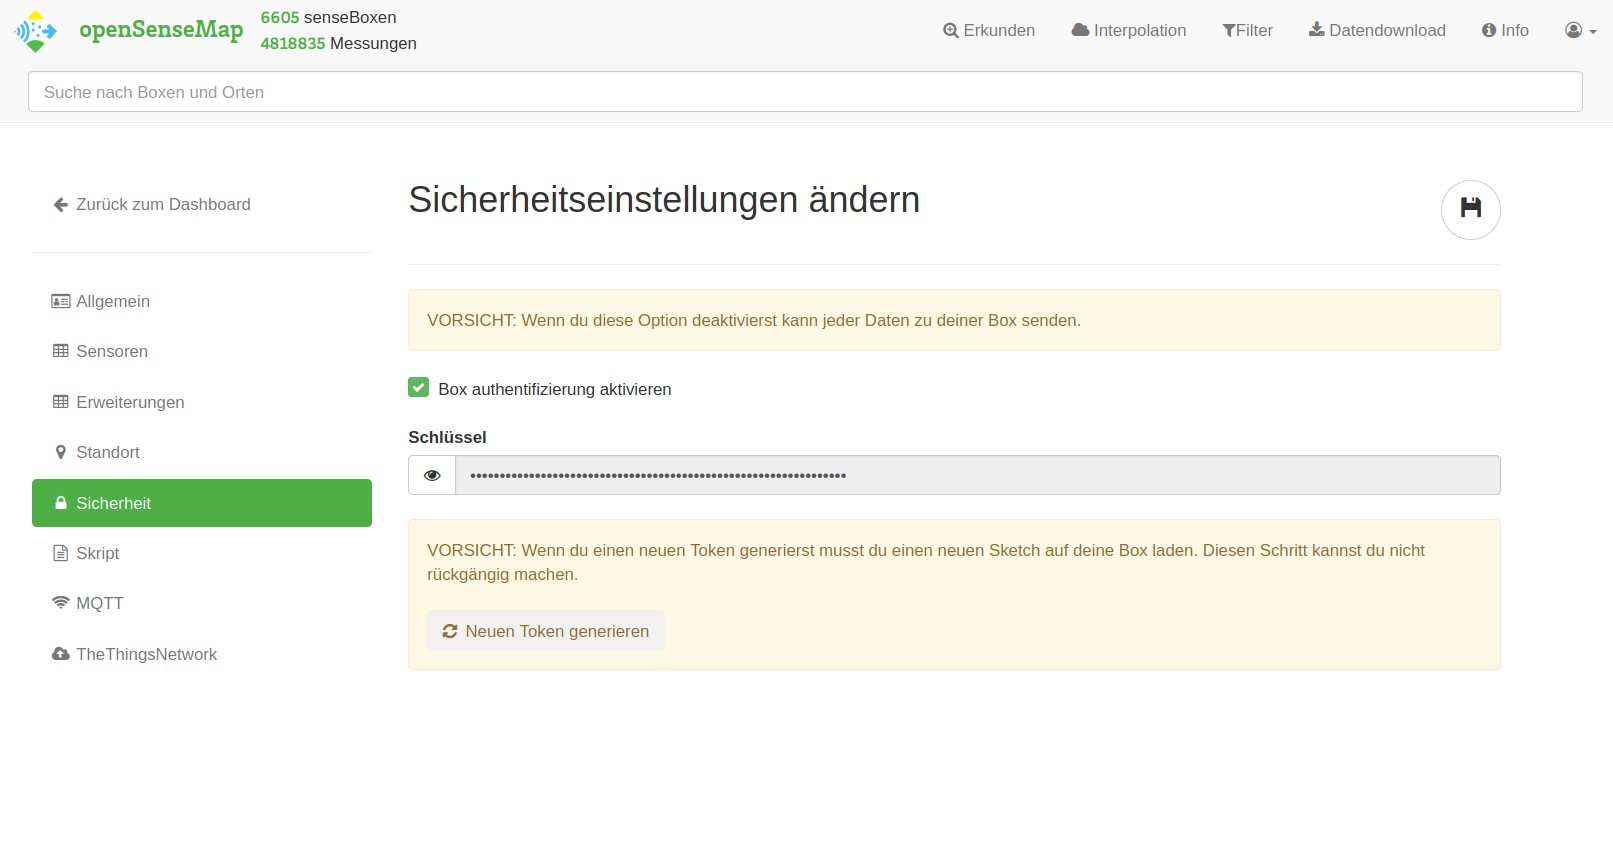 openSenseMap
6605 senseBoxen
4818835 Messungen
Erkunden
Interpolation
Filter
Datendownload
Info
Suche nach Boxen und Orten
Zurück zum Dashboard
Allgemein
Sensoren
Erweiterungen
Standort
Sicherheit
Skript
MQTT
TheThingsNetwork
Sicherheitseinstellungen ändern
VORSICHT: Wenn du diese Option deaktivierst kann jeder Daten zu deiner Box senden.
Box authentifizierung aktivieren
Schlüssel
VORSICHT: Wenn du einen neuen Token generierst musst du einen neuen Sketch auf deine Box laden. Diesen Schritt kannst du nicht
rückgängig machen.
Neuen Token generieren